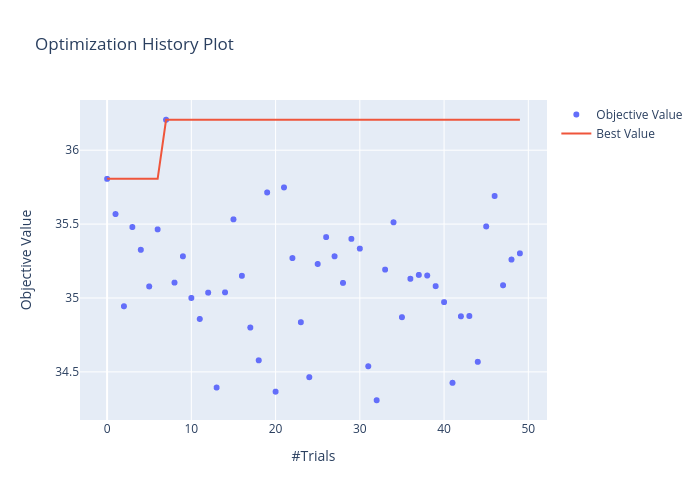 Optimization History Plot
Objective Value
Best Value
36
35.5
35
34.5
Objective Value
0
10
20
30
40
50
#Trials